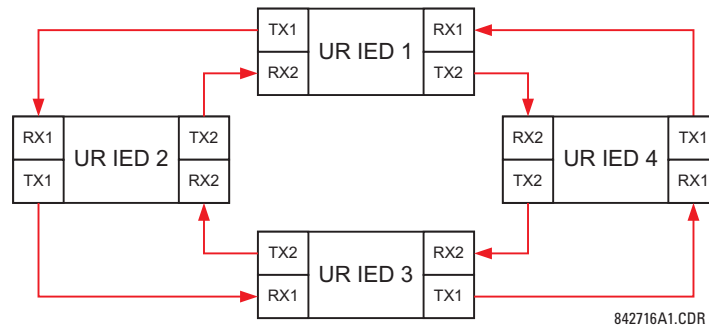 TX1
UR IED 1
RX1
RX2
TX2
RX1
UR IED 2
TX2
TX1
RX2
RX2
UR IED 4
TX1
TX2
RX1
TX2
UR IED 3
RX2
RX1
TX1
842716A1.CDR